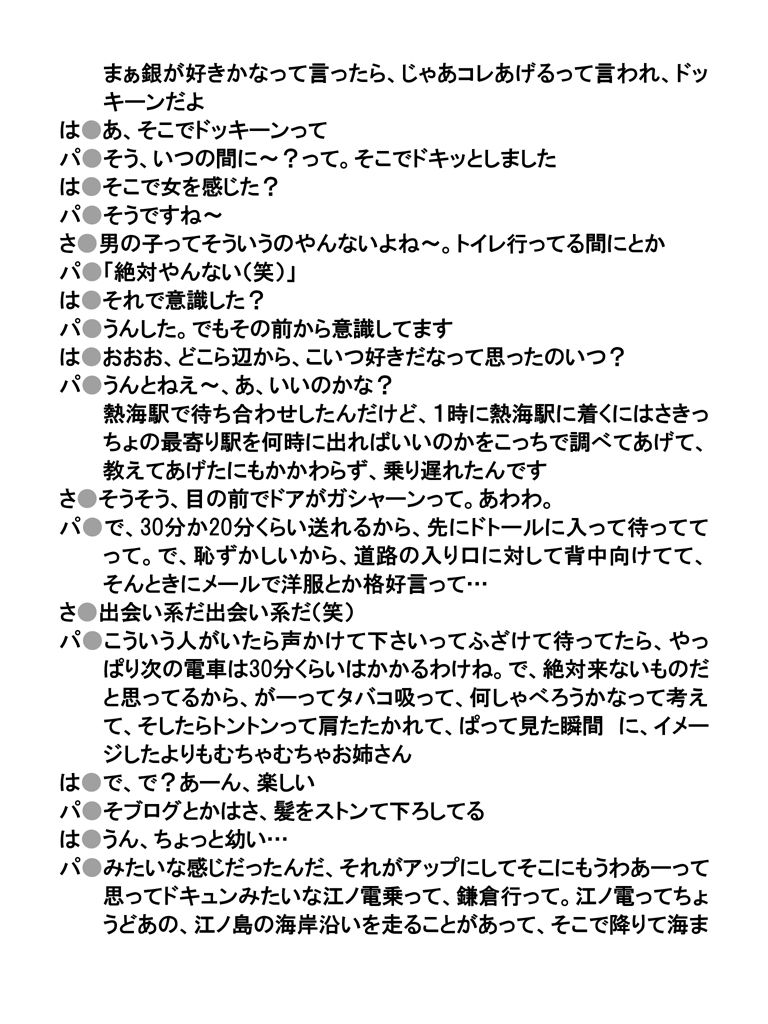 まぁ銀が好きかなって言ったら、じゃあコレあげるって言われ、ドッ
キーンだよ
は●あ、そこでドッキーンって
パ●そう、いつの間に～？って。そこでドキッとしました
は●そこで女を感じた？
パ●そうですね～
さ●男の子ってそういうのやんないよね～。トイレ行ってる間にとか
パ●「絶対やんない（笑）」
は●それで意識した？
パ●うんした。でもその前から意識してます
は●おおお、どこら辺から、こいつ好きだなって思ったのいつ？
パ●うんとねえ～、あ、いいのかな？
熱海駅で待ち合わせしたんだけど、１時に熱海駅に着くにはさきっ
ちょの最寄り駅を何時に出ればいいのかをこっちで調べてあげて、
教えてあげたにもかかわらず、乗り遅れたんです
さ●そうそう、目の前でドアがガシャーンって。あわわ。
パ●で、30分か20分くらい送れるから、先にドトールに入って待ってて
って。で、恥ずかしいから、道路の入り口に対して背中向けてて、
そんときにメールで洋服とか格好言って…
さ●出会い系だ出会い系だ（笑）
パ●こういう人がいたら声かけて下さいってふざけて待ってたら、やっ
ぱり次の電車は30分くらいはかかるわけね。で、絶対来ないものだ
と思ってるから、がーってタバコ吸って、何しゃべろうかなって考え
て、そしたらトントンって肩たたかれて、ぱって見た瞬間　に、イメー
ジしたよりもむちゃむちゃお姉さん
は●で、で？あーん、楽しい
パ●そブログとかはさ、髪をストンて下ろしてる
は●うん、ちょっと幼い…
パ●みたいな感じだったんだ、それがアップにしてそこにもうわあーって
思ってドキュンみたいな江ノ電乗って、鎌倉行って。江ノ電ってちょ
うどあの、江ノ島の海岸沿いを走ることがあって、そこで降りて海ま